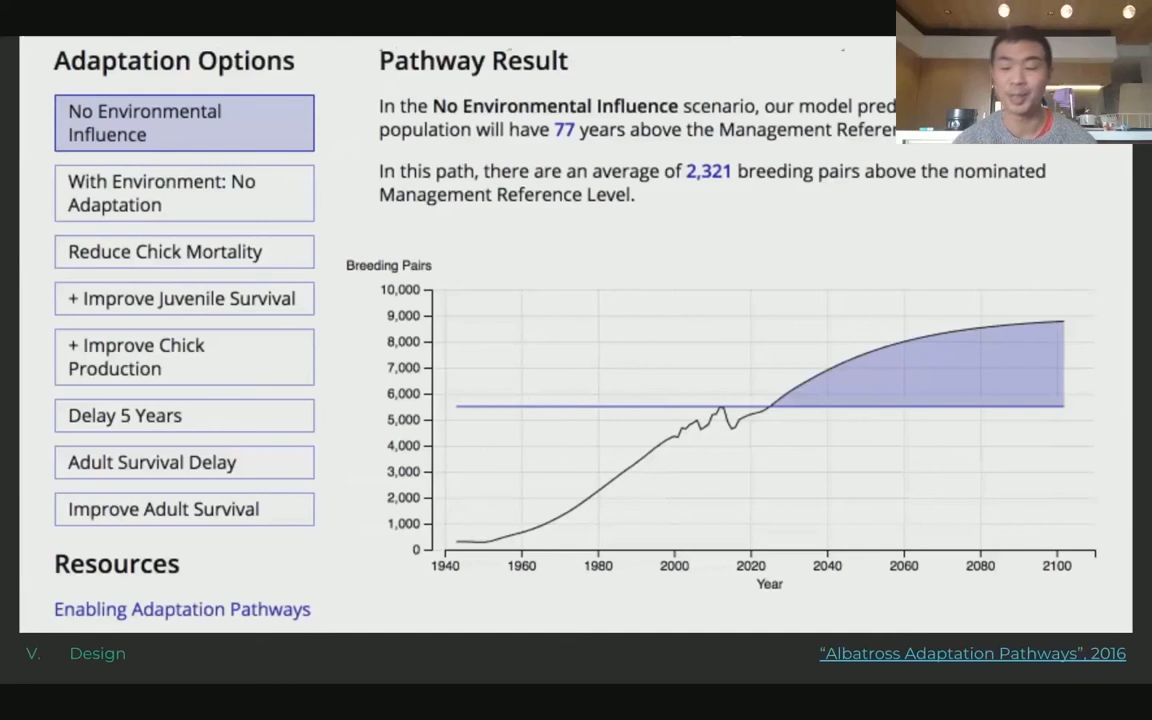 Adaptation Options
No Environmental
Influence
With Environment: No
Adaptation
Reduce Chick Mortality
+ Improve Juvenile Survival
+ Improve Chick
Production
Delay 5 Years
Adult Survival Delay
Improve Adult Survival
Resources
Enabling Adaptation Pathways
Pathway Result
In the No Environmental Influence scenario, our model pred
population will have 77 years above the Management Referen
In this path, there are an average of 2,321 breeding pairs above the nominated
Management Reference Level.
Breeding Pairs
10,000
9,000
8,000
7,000
6,000
5,000
4,000
3,000
2,000
1,000
0
1940 1960 1980 2000 2020 2040 2060 2080 2100
Year
V. Design
“Albatross Adaptation Pathways”, 2016